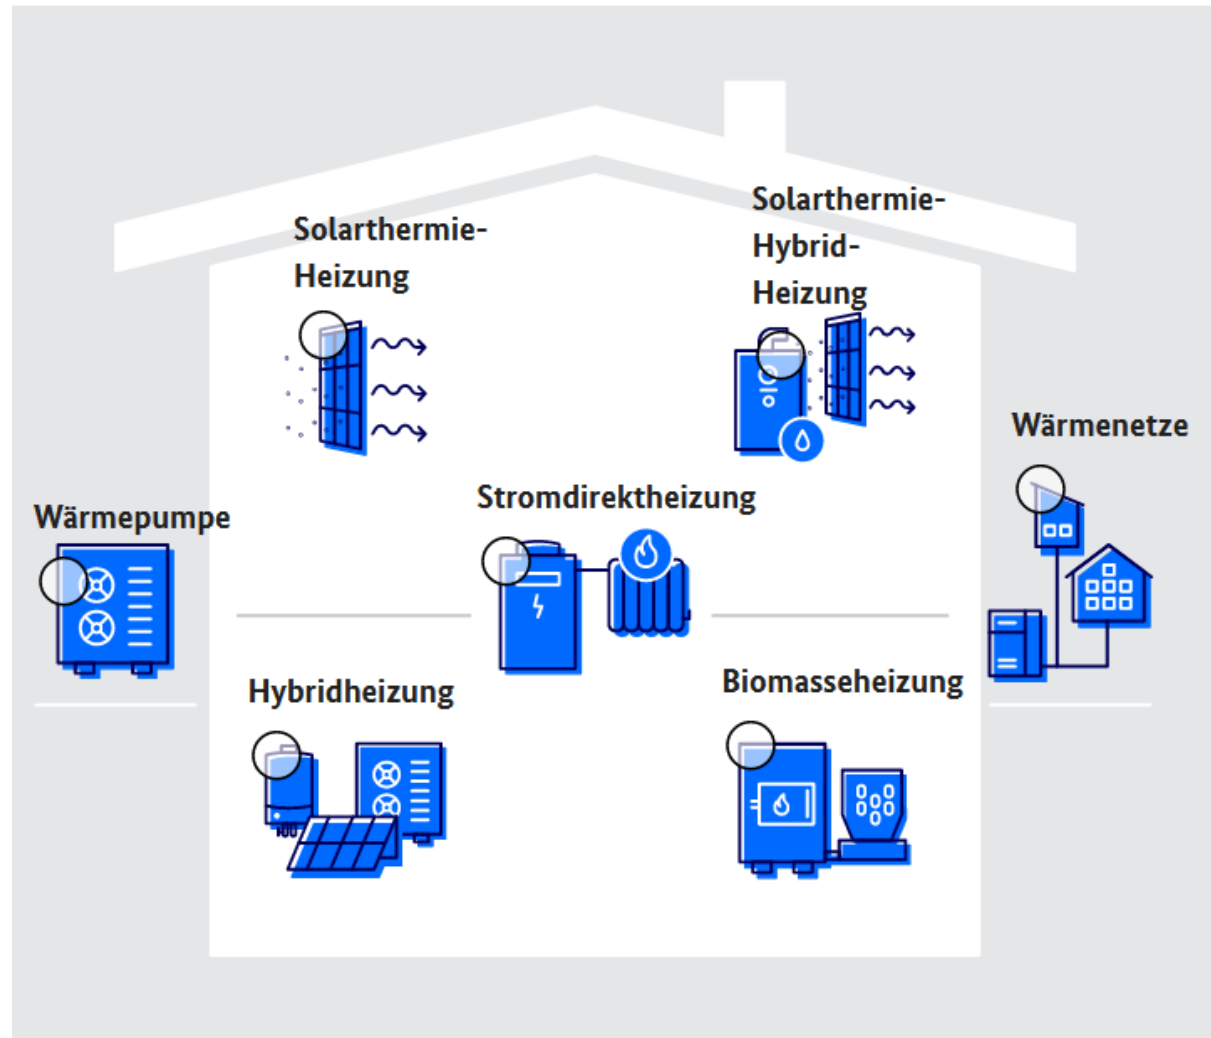 Solarthermie-
Heizung
Solarthermie-
Hybrid-
Heizung
Wärmenetze
Stromdirektheizung
Wärmepumpe
Hybridheizung
Biomasseheizung